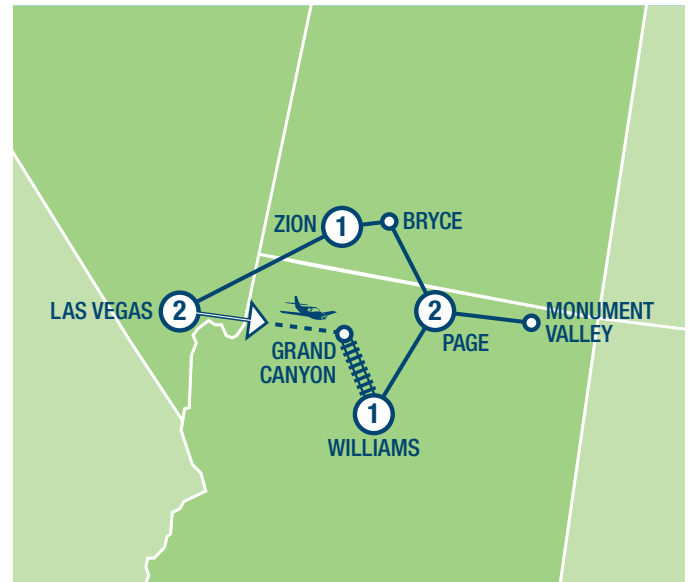 ZION
1
BRYCE
LAS VEGAS
2
2
PAGE
MONUMENT
VALLEY
GRAND
CANYON
1
WILLIAMS